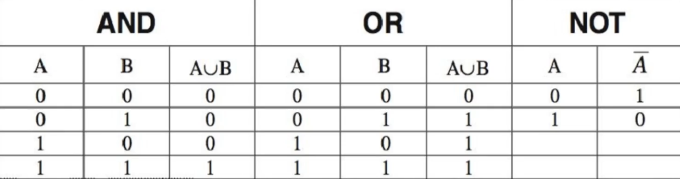 AND OR NOT
A B A∪B A B A∪B A A̅
0 0 0 0 0 0 0 1
0 1 0 0 1 1 1 0
1 0 0 1 0 1
1 1 1 1 1 1